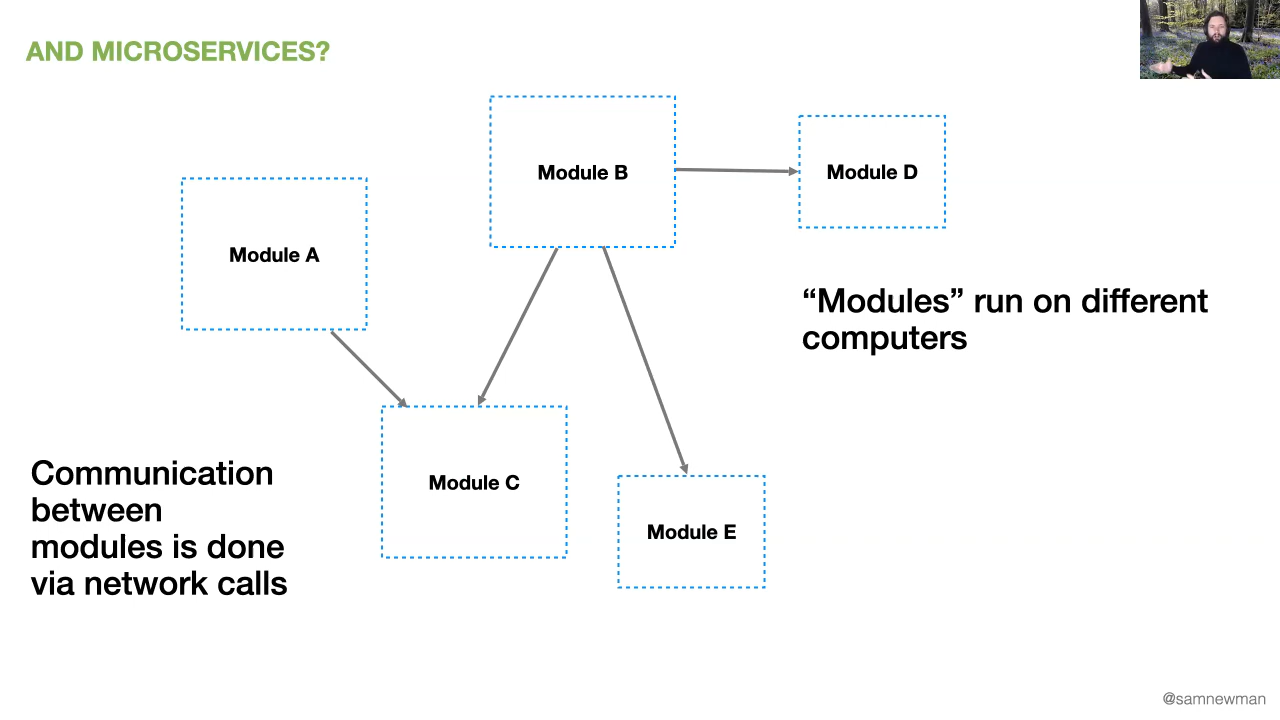 AND MICROSERVICES?
Module B
Module D
Module A
“Modules” run on different
computers
Communication
between
modules is done
via network calls
Module C
Module E
@samnewman